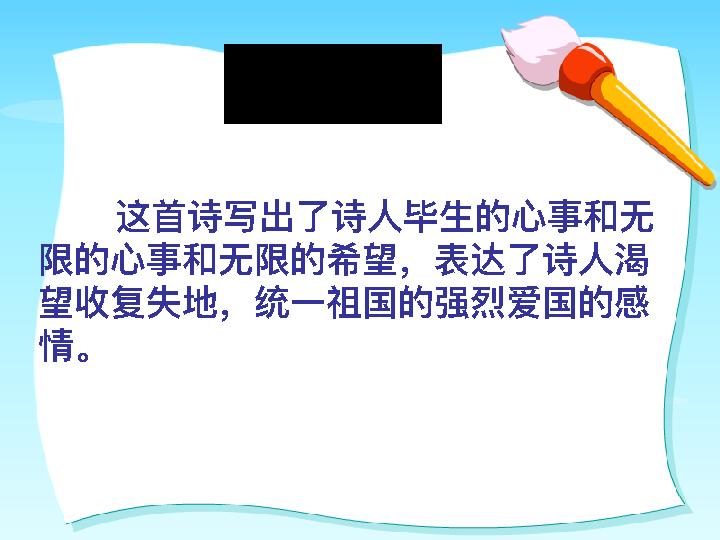 这首诗写出了诗人毕生的心事和无
限的心事和无限的希望，表达了诗人渴
望收复失地，统一祖国的强烈爱国的感
情。